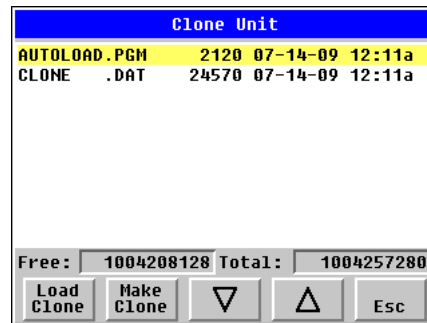 Clone Unit
AUTOLOAD.PGM 2120 07-14-09 12:11a
CLONE .DAT 24570 07-14-09 12:11a
Free: 1004208128 Total: 1004257280
Load Clone Make Clone Esc